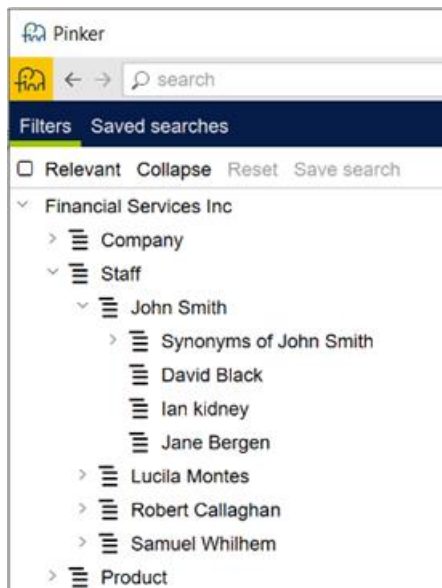 Pinker
finn search
Filters Saved searches
Relevant Collapse Reset Save search
Financial Services Inc
Company
Staff
John Smith
Synonyms of John Smith
David Black
Ian kidney
Jane Bergen
Lucila Montes
Robert Callaghan
Samuel Whilhem
Product